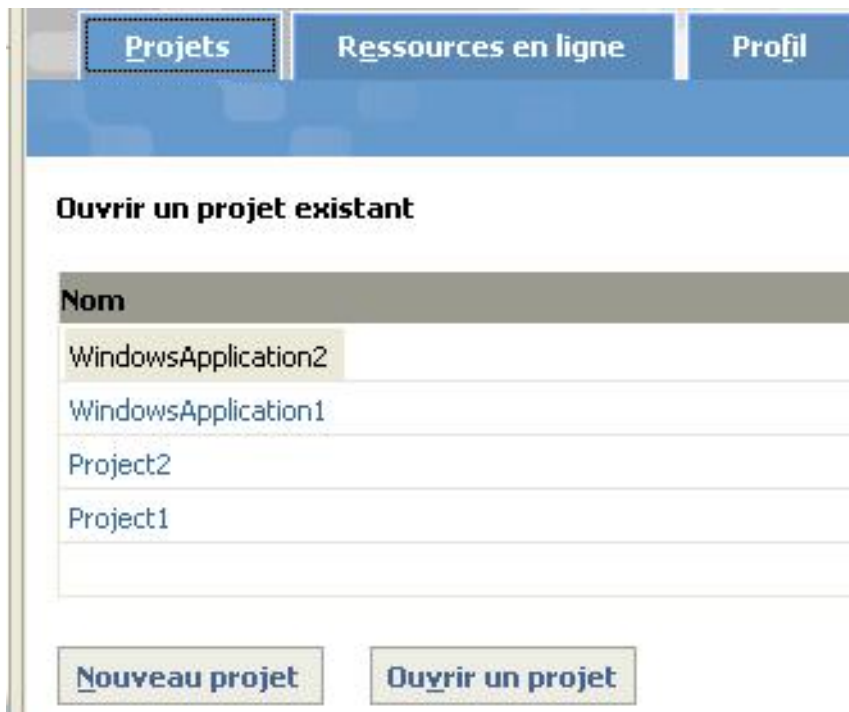 Projets Ressources en ligne Profil
Ouvrir un projet existant
Nom
WindowsApplication2
WindowsApplication1
Project2
Project1
Nouveau projet Ouvrir un projet